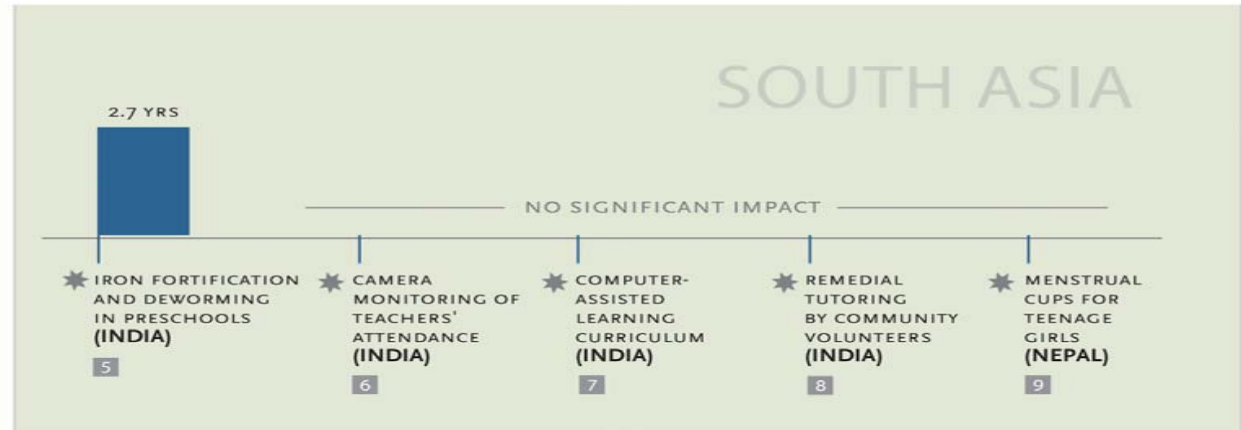 SOUTH ASIA
2.7 YRS
NO SIGNIFICANT IMPACT
IRON FORTIFICATION
AND DEWORMING
IN PRESCHOOLS
(INDIA)
5
CAMERA
MONITORING OF
TEACHERS'
ATTENDANCE
(INDIA)
6
COMPUTER-
ASSISTED
LEARNING
CURRICULUM
(INDIA)
7
REMEDIAL
TUTORING
BY COMMUNITY
VOLUNTEERS
(INDIA)
8
MENSTRUAL
CUPS FOR
TEENAGE
GIRLS
(NEPAL)
9